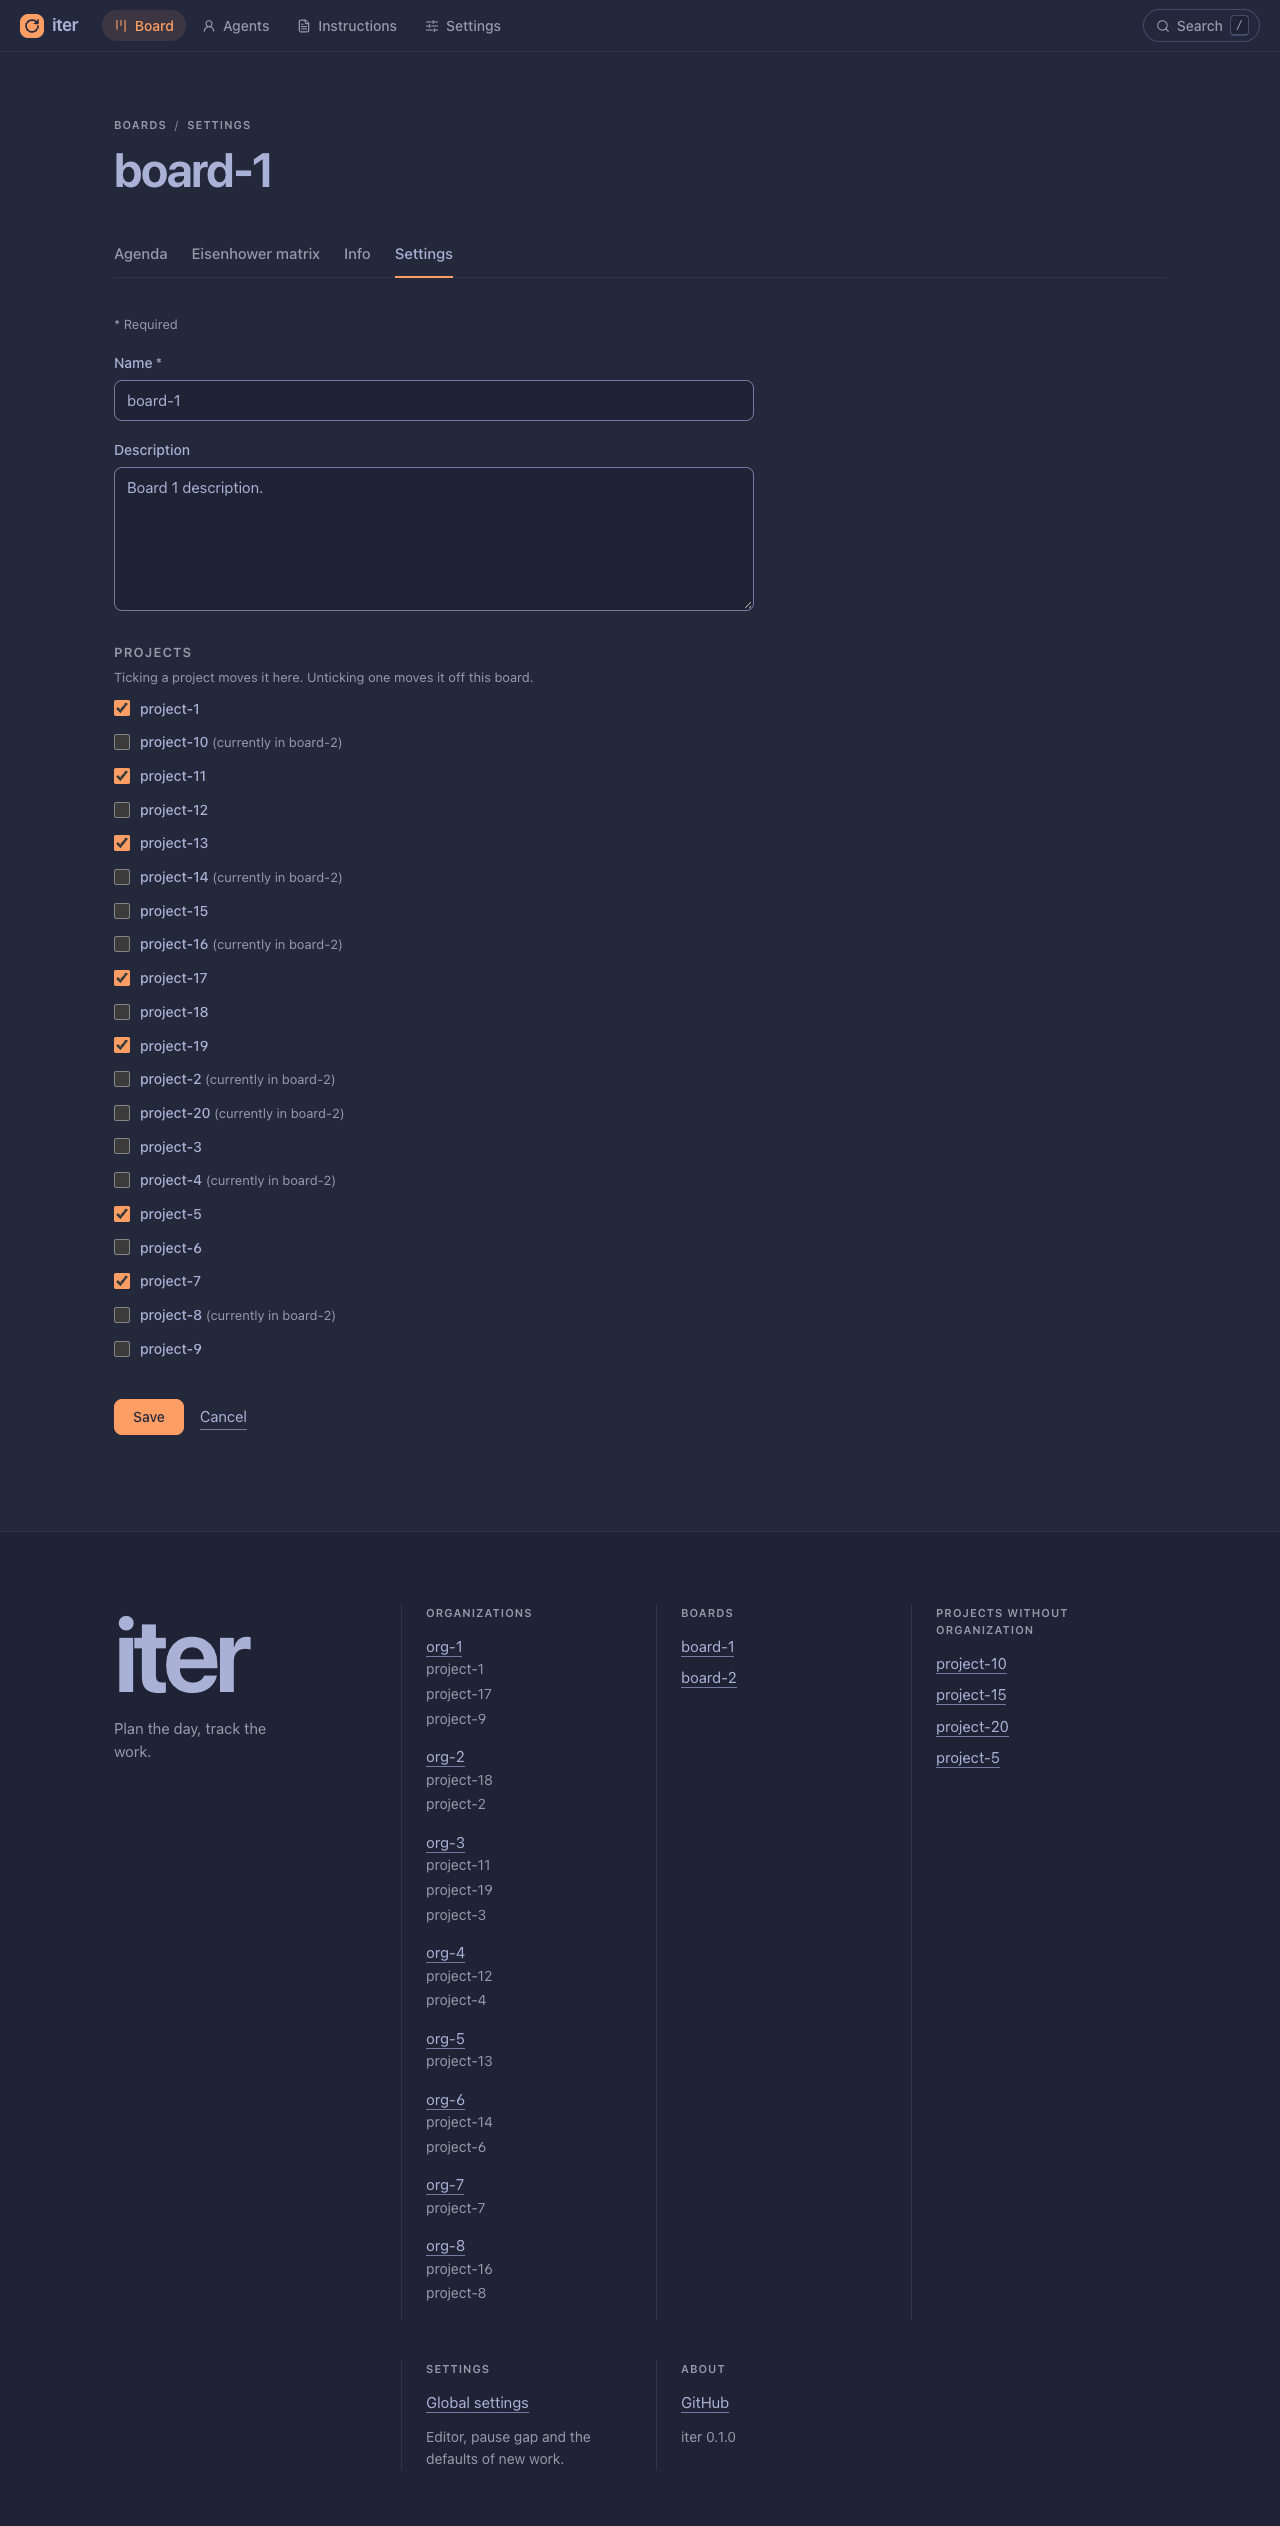 iter
Board
Agents
Instructions
Settings
Search /
BOARDS / SETTINGS
board-1
Agenda
Eisenhower matrix
Info
Settings
* Required
Name *
board-1
Description
Board 1 description.
PROJECTS
Ticking a project moves it here. Unticking one moves it off this board.
project-1
project-10 (currently in board-2)
project-11
project-12
project-13
project-14 (currently in board-2)
project-15
project-16 (currently in board-2)
project-17
project-18
project-19
project-2 (currently in board-2)
project-20 (currently in board-2)
project-3
project-4 (currently in board-2)
project-5
project-6
project-7
project-8 (currently in board-2)
project-9
Save
Cancel
iter
Plan the day, track the
work.
ORGANIZATIONS
org-1
project-1
project-17
project-9
org-2
project-18
project-2
org-3
project-11
project-19
project-3
org-4
project-12
project-4
org-5
project-13
org-6
project-14
project-6
org-7
project-7
org-8
project-16
project-8
BOARDS
board-1
board-2
PROJECTS WITHOUT
ORGANIZATION
project-10
project-15
project-20
project-5
SETTINGS
Global settings
Editor, pause gap and the
defaults of new work.
ABOUT
GitHub
iter 0.1.0